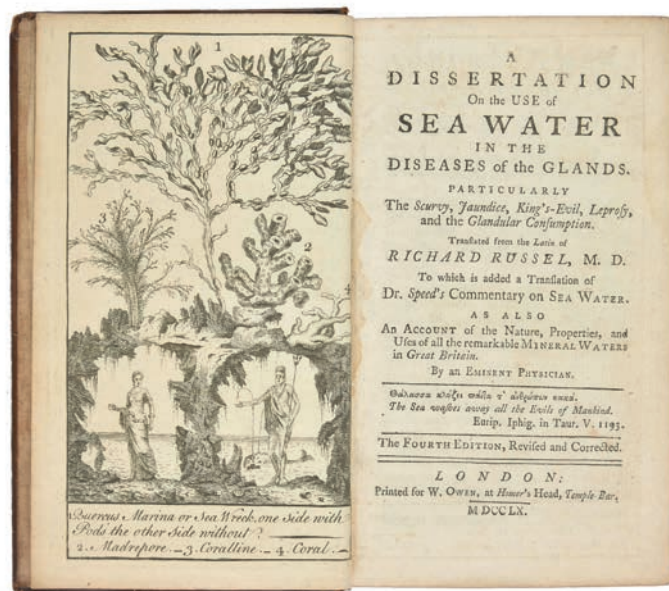 1
2
3
4
1 Quercus Marina or Sea Wreck, one Side with
Pods the other Side without.
2. Madrepore. _ 3. Coralline. _ 4. Coral.
A
DISSERTATION
On the USE of
SEA WATER
IN THE
DISEASES of the GLANDS.
PARTICULARLY
The Scurvy, Jaundice, King's-Evil, Leprosy,
and the Glandular Consumption.
Translated from the Latin of
RICHARD RUSSEL, M. D.
To which is added a Translation of
Dr. Speed's Commentary on SEA WATER.
AS ALSO
An ACCOUNT of the Nature, Properties, and
Uses of all the remarkable MINERAL WATERS
in Great Britain.
By an EMINENT PHYSICIAN.
The Sea washes away all the Evils of Mankind.
Eurip. Iphig. in Taur. V. 1193.
The FOURTH EDITION, Revised and Corrected.
LONDON:
Printed for W. OWEN, at Homer's Head, Temple-Bar,
MDCCLX.